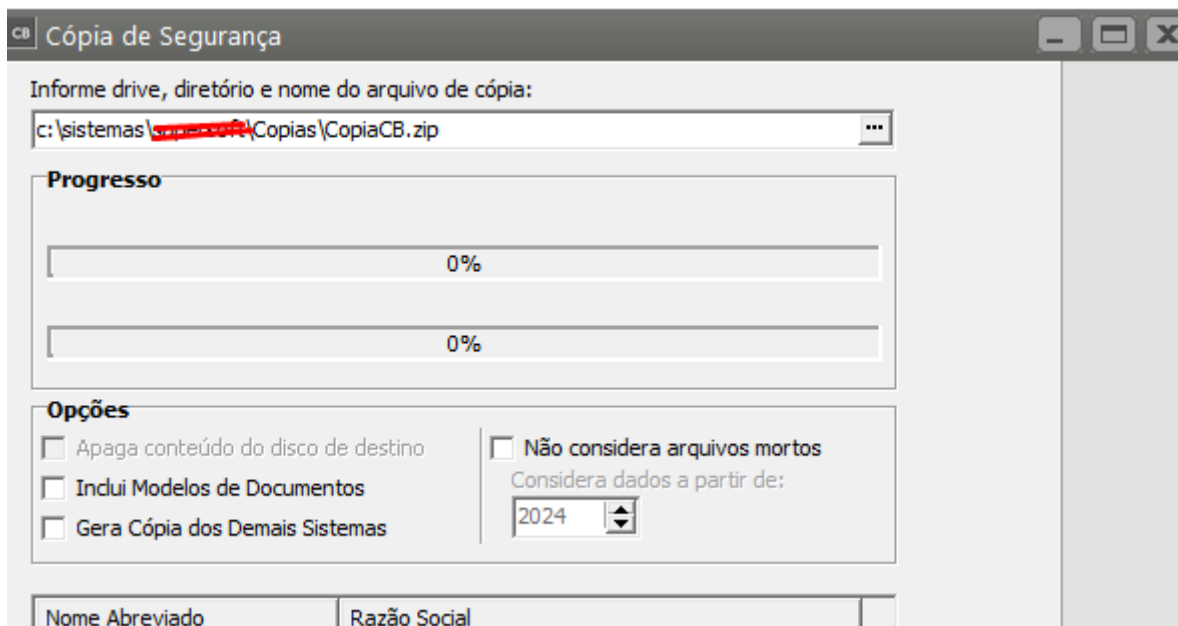 CB Cópia de Segurança
Informe drive, diretório e nome do arquivo de cópia:
c:\sistemas\ \Copias\CopiaCB.zip ...
Progresso
0%
0%
Opções
Apaga conteúdo do disco de destino
Não considera arquivos mortos
Inclui Modelos de Documentos
Considera dados a partir de:
2024
Gera Cópia dos Demais Sistemas
Nome Abreviado Razão Social